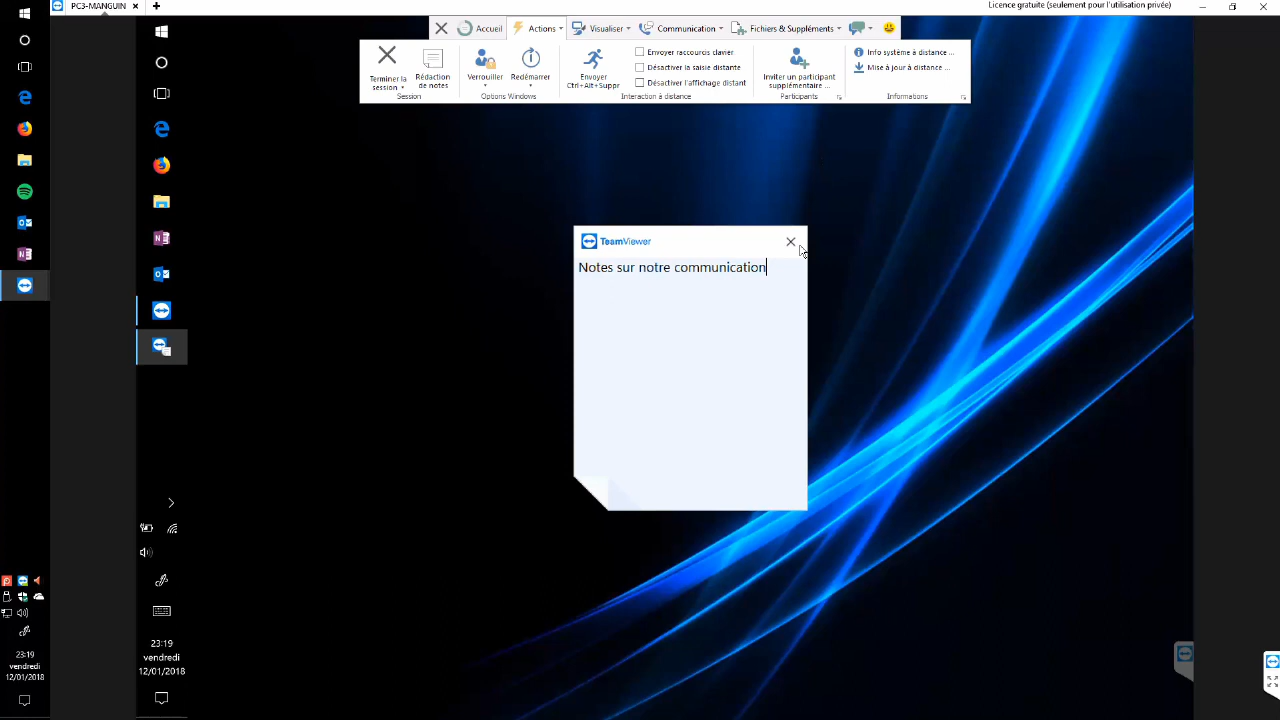 PC3-MANGUIN
Licence gratuite (seulement pour l'utilisation privée)
Accueil
Actions
Visualiser
Communication
Fichiers & Suppléments
Terminer la
session
Rédaction
de notes
Session
Verrouiller
Redémarrer
Options Windows
Envoyer
Ctrl+Alt+Suppr
Envoyer raccourcis clavier
Désactiver la saisie distante
Désactiver l'affichage distant
Interaction à distance
Inviter un participant
supplémentaire ...
Participants
Info système à distance ...
Mise à jour à distance ...
Informations
TeamViewer
Notes sur notre communication
23:19
vendredi
12/01/2018
23:19
vendredi
12/01/2018